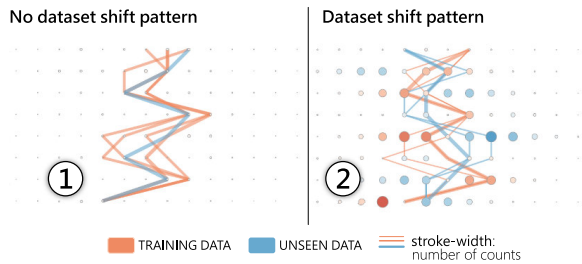 No dataset shift pattern
Dataset shift pattern
1
2
TRAINING DATA
UNSEEN DATA
stroke-width:
number of counts